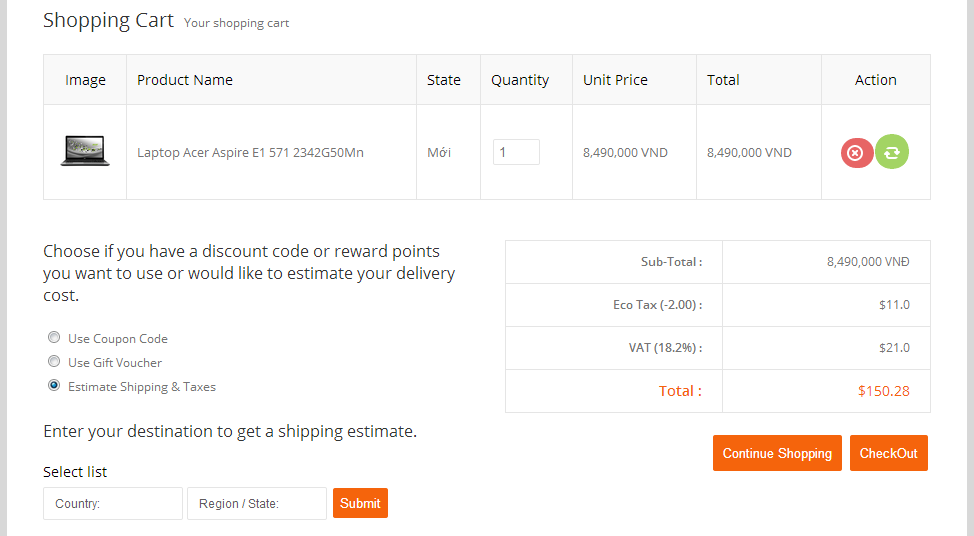 Shopping Cart Your shopping cart
Image Product Name State Quantity Unit Price Total Action
Laptop Acer Aspire E1 571 2342G50Mn Mới 1 8,490,000 VND 8,490,000 VND
Choose if you have a discount code or reward points
you want to use or would like to estimate your delivery
cost.
Use Coupon Code
Use Gift Voucher
Estimate Shipping & Taxes
Sub-Total : 8,490,000 VNĐ
Eco Tax (-2.00) : $11.0
VAT (18.2%) : $21.0
Total : $150.28
Enter your destination to get a shipping estimate.
Continue Shopping CheckOut
Select list
Country: Region / State: Submit